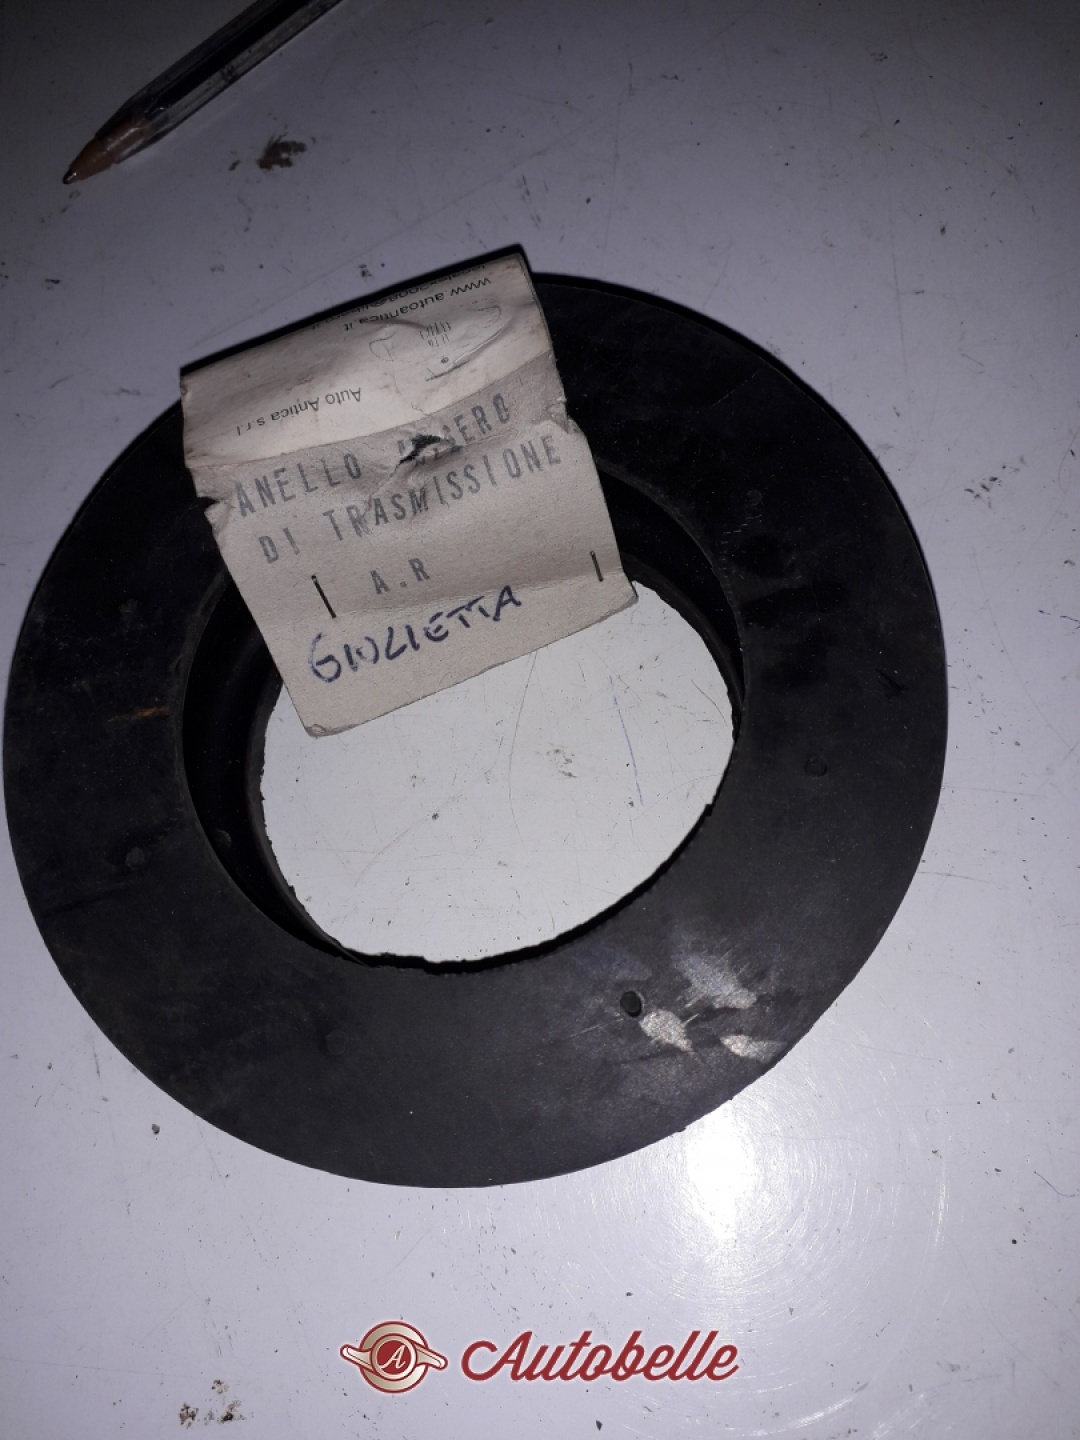 www.autoantica.it
Auto Antica s r l
ANELLO
DI TRASMISSIONE
A.R
GIULIETTA
A
Autobelle